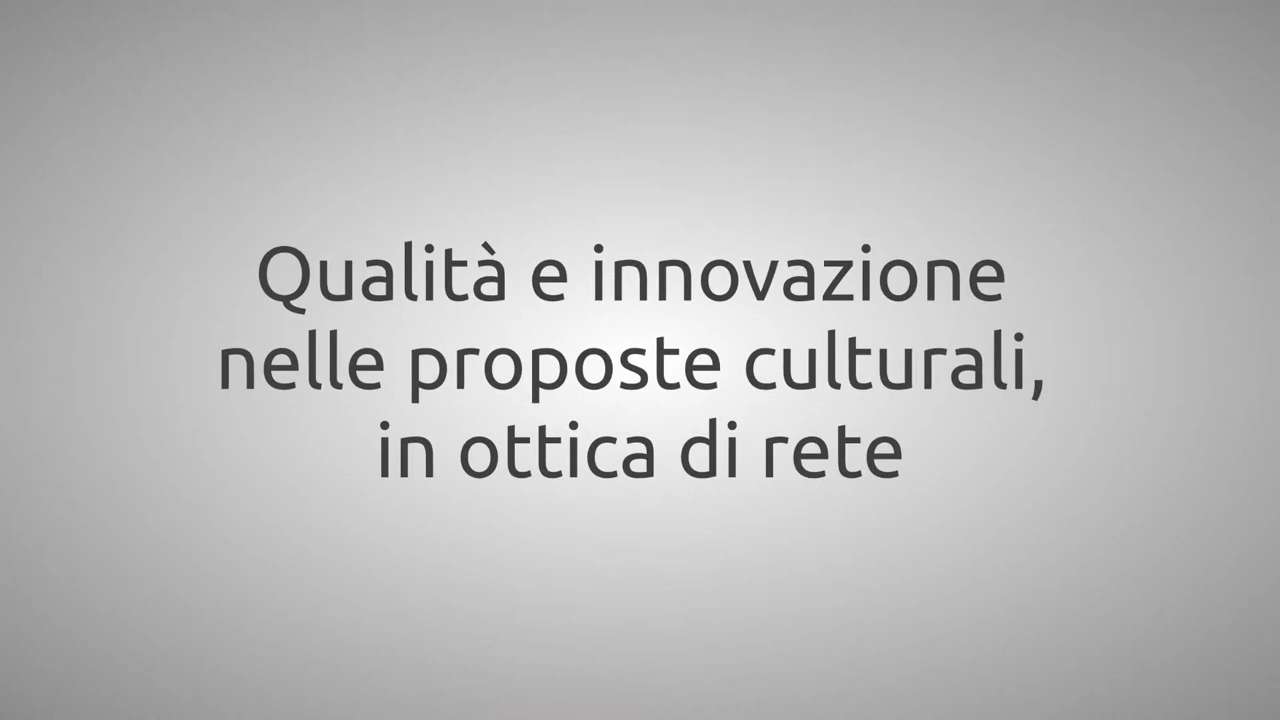 Qualità e innovazione
nelle proposte culturali,
in ottica di rete